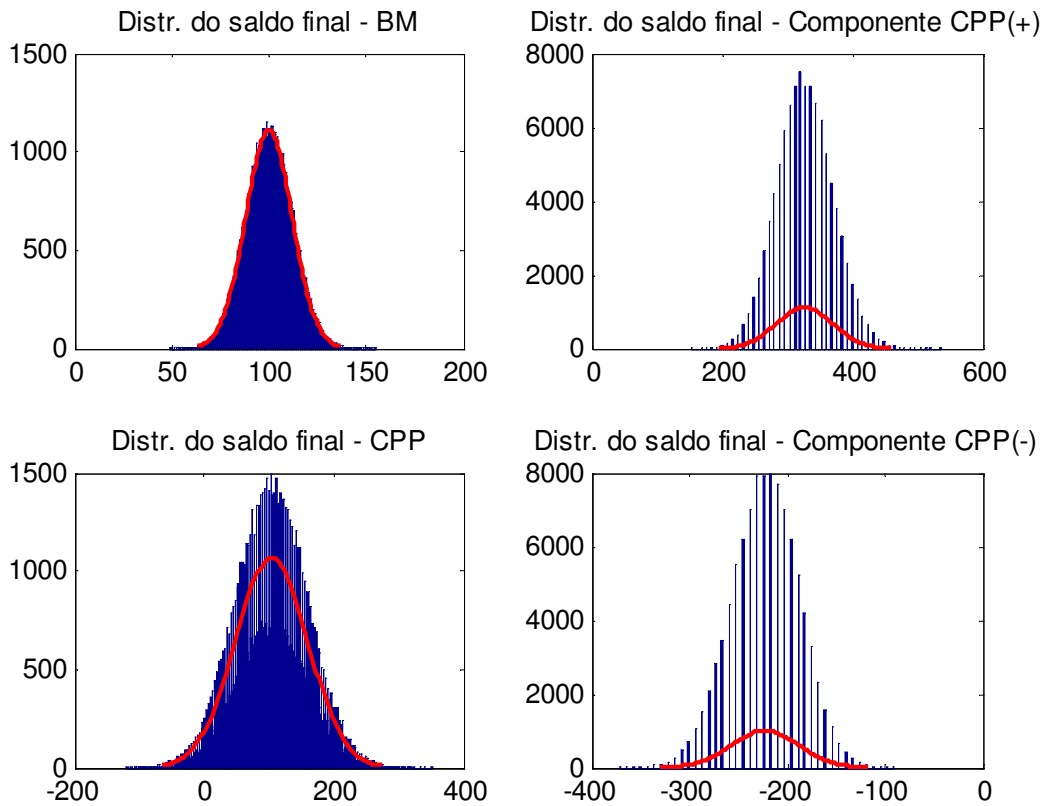 Distr. do saldo final - BM
1500
1000
500
0
0 50 100 150 200
Distr. do saldo final - Componente CPP(+)
8000
6000
4000
2000
0
0 200 400 600
Distr. do saldo final - CPP
1500
1000
500
0
-200 0 200 400
Distr. do saldo final - Componente CPP(-)
8000
6000
4000
2000
0
-400 -300 -200 -100 0